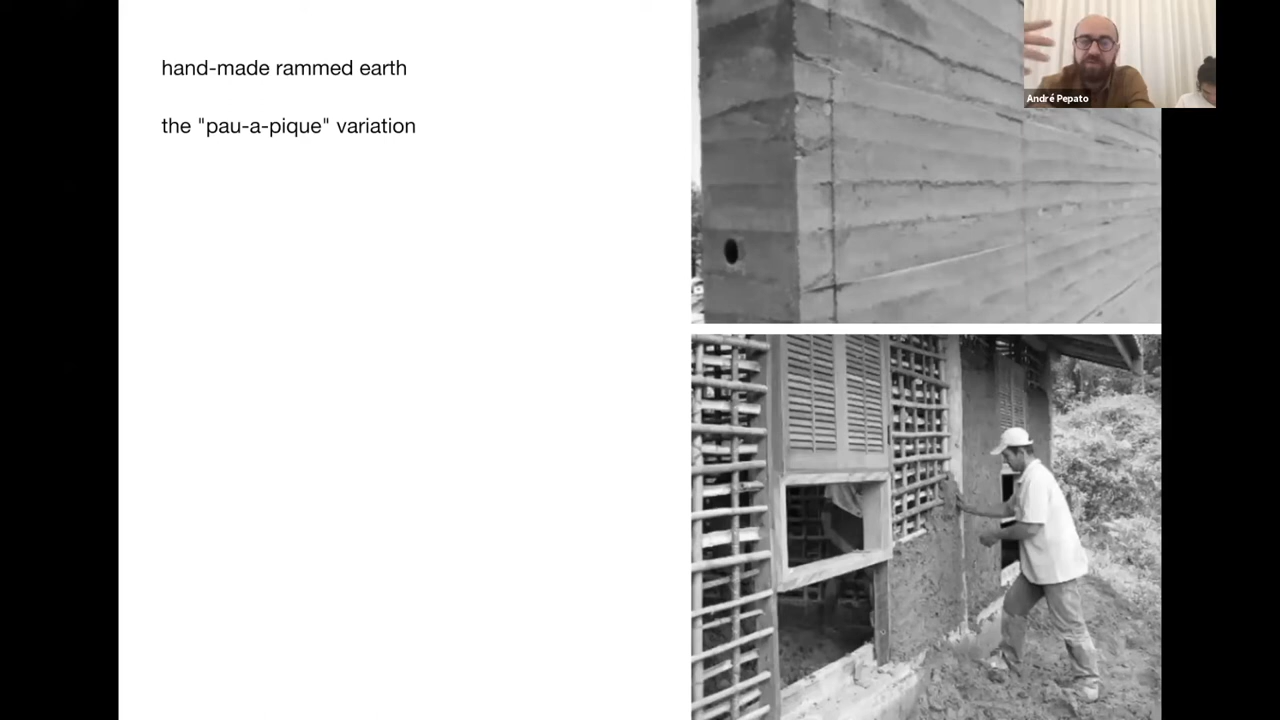 hand-made rammed earth
the "pau-a-pique" variation
André Pepato